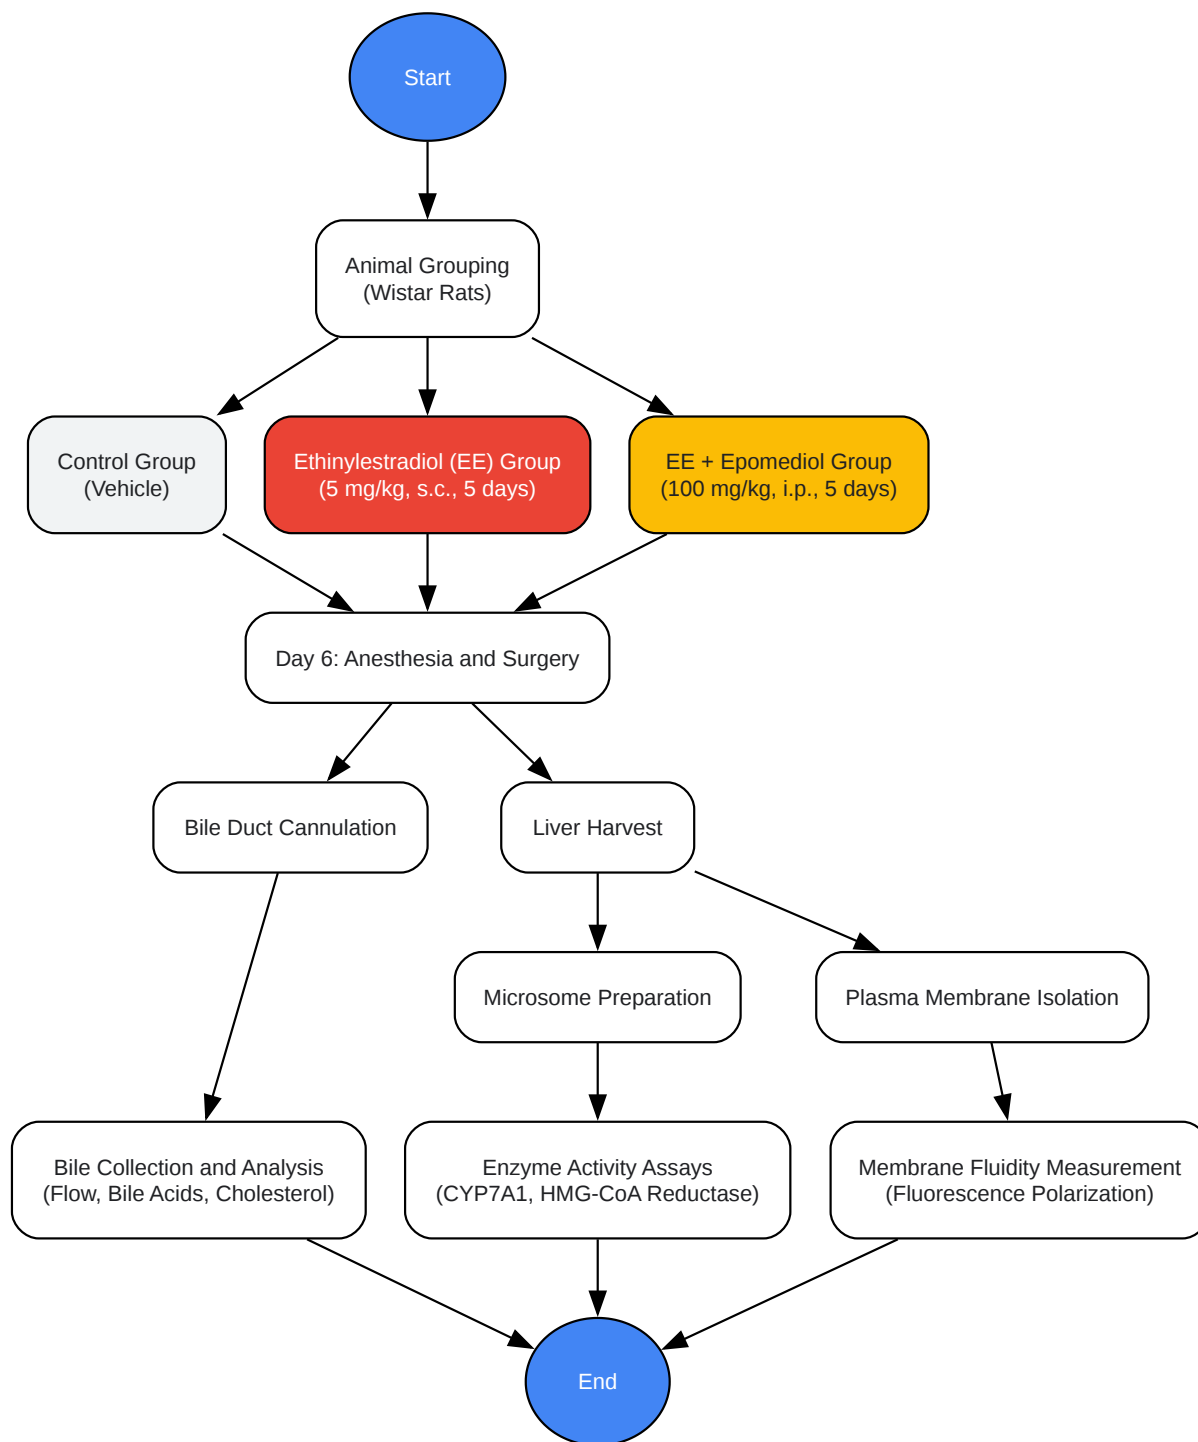 Start
Animal Grouping
(Wistar Rats)
Control Group
(Vehicle)
Ethinylestradiol (EE) Group
(5 mg/kg, s.c., 5 days)
EE + Epomediol Group
(100 mg/kg, i.p., 5 days)
Day 6: Anesthesia and Surgery
Bile Duct Cannulation
Liver Harvest
Microsome Preparation
Plasma Membrane Isolation
Bile Collection and Analysis
(Flow, Bile Acids, Cholesterol)
Enzyme Activity Assays
(CYP7A1, HMG-CoA Reductase)
Membrane Fluidity Measurement
(Fluorescence Polarization)
End